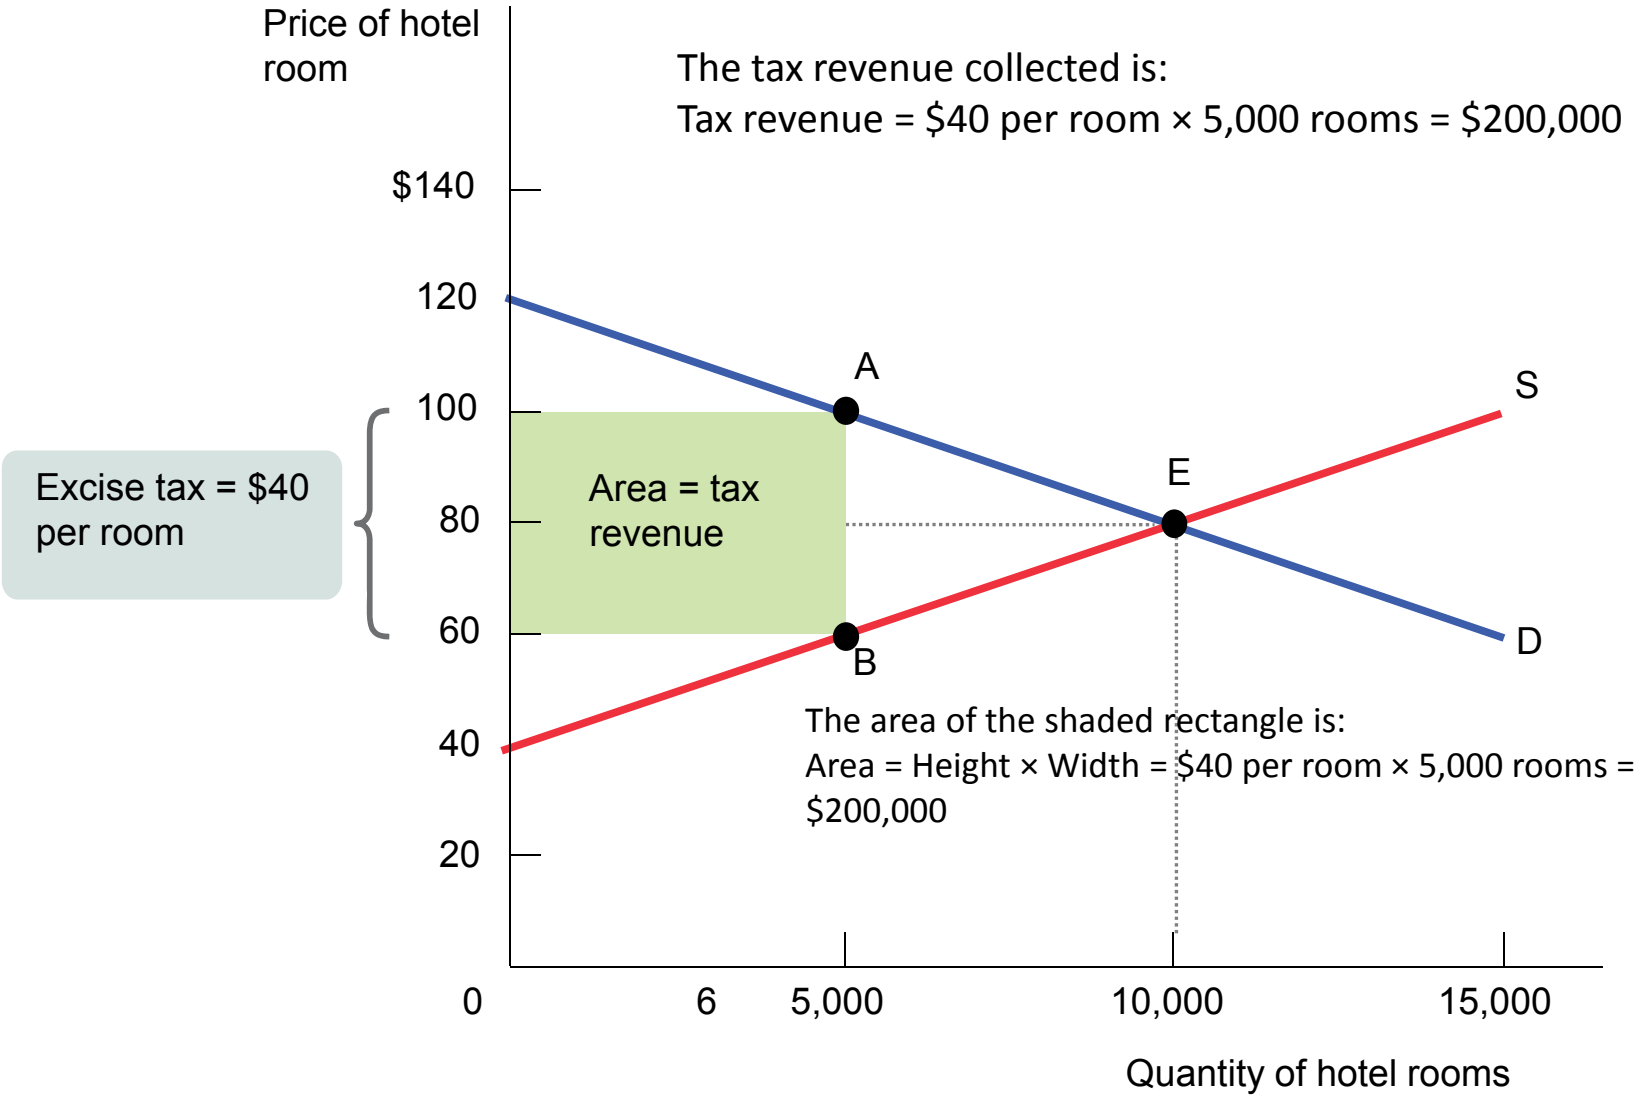 Price of hotel
room
The tax revenue collected is:
Tax revenue = $40 per room × 5,000 rooms = $200,000
$140
120
A
100
S
E
Excise tax = $40
per room
Area = tax
revenue
80
60
B
D
The area of the shaded rectangle is:
40
Area = Height × Width = $40 per room × 5,000 rooms =
$200,000
20
0 6 5,000 10,000 15,000
Quantity of hotel rooms